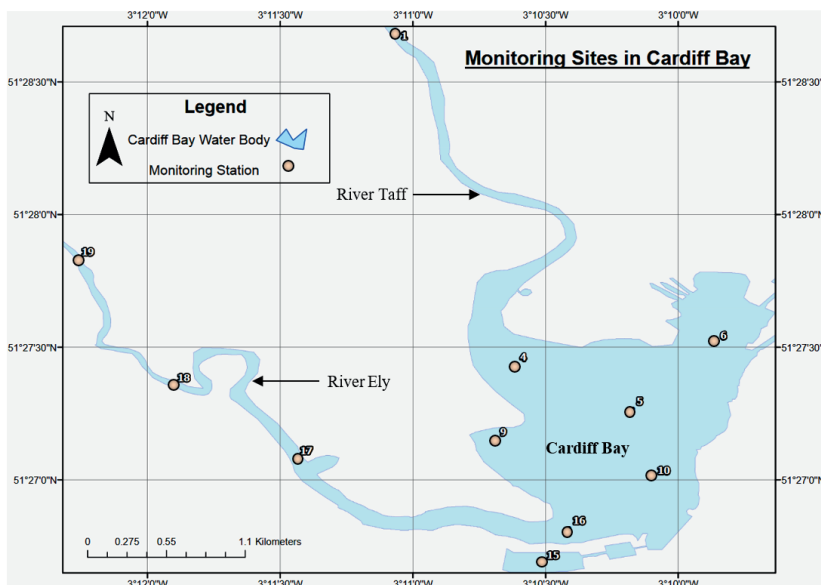 3°12'0"W 3°11'30"W 3°11'0"W 3°10'30"W 3°10'0"W
1
Monitoring Sites in Cardiff Bay
51°28'30"N 51°28'30"N
Legend
N
Cardiff Bay Water Body
Monitoring Station
River Taff
51°28'0"N 51°28'0"N
19
6
51°27'30"N 51°27'30"N
4
18
River Ely
5
9
Cardiff Bay
17
10
51°27'0"N 51°27'0"N
16
0 0.275 0.55 1.1 Kilometers
15
3°12'0"W 3°11'30"W 3°11'0"W 3°10'30"W 3°10'0"W